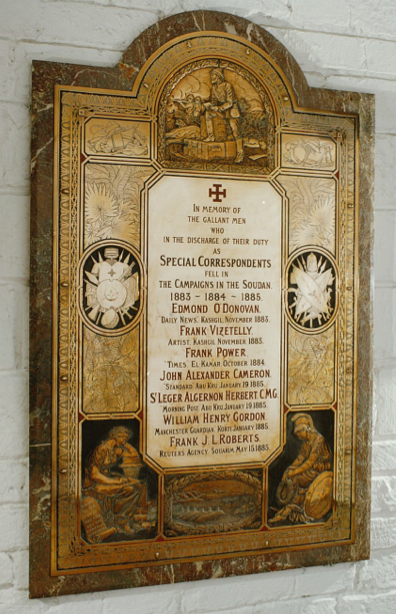 In memory of
the gallant men
who
in the discharge of their duty
as
Special Correspondents
fell in
the Campaigns in the Soudan.
1883 - 1884 - 1885.
Edmond O'Donovan.
Daily News. Kashgil. November 1883.
Frank Vizetelly.
Artist. Kashgil November 1883.
Frank Power.
Times. El Kamar October 1884.
John Alexander Cameron.
Standard. Abu Kru. January 19. 1885.
St Leger Algernon Herbert. C.M.G.
Morning Post. Abu Kru. January 19. 1885.
William Henry Gordon.
Manchester Guardian. Korti. January 1885.
Frank J. L. Roberts.
Reuters Agency. Souakim May 15. 1885.